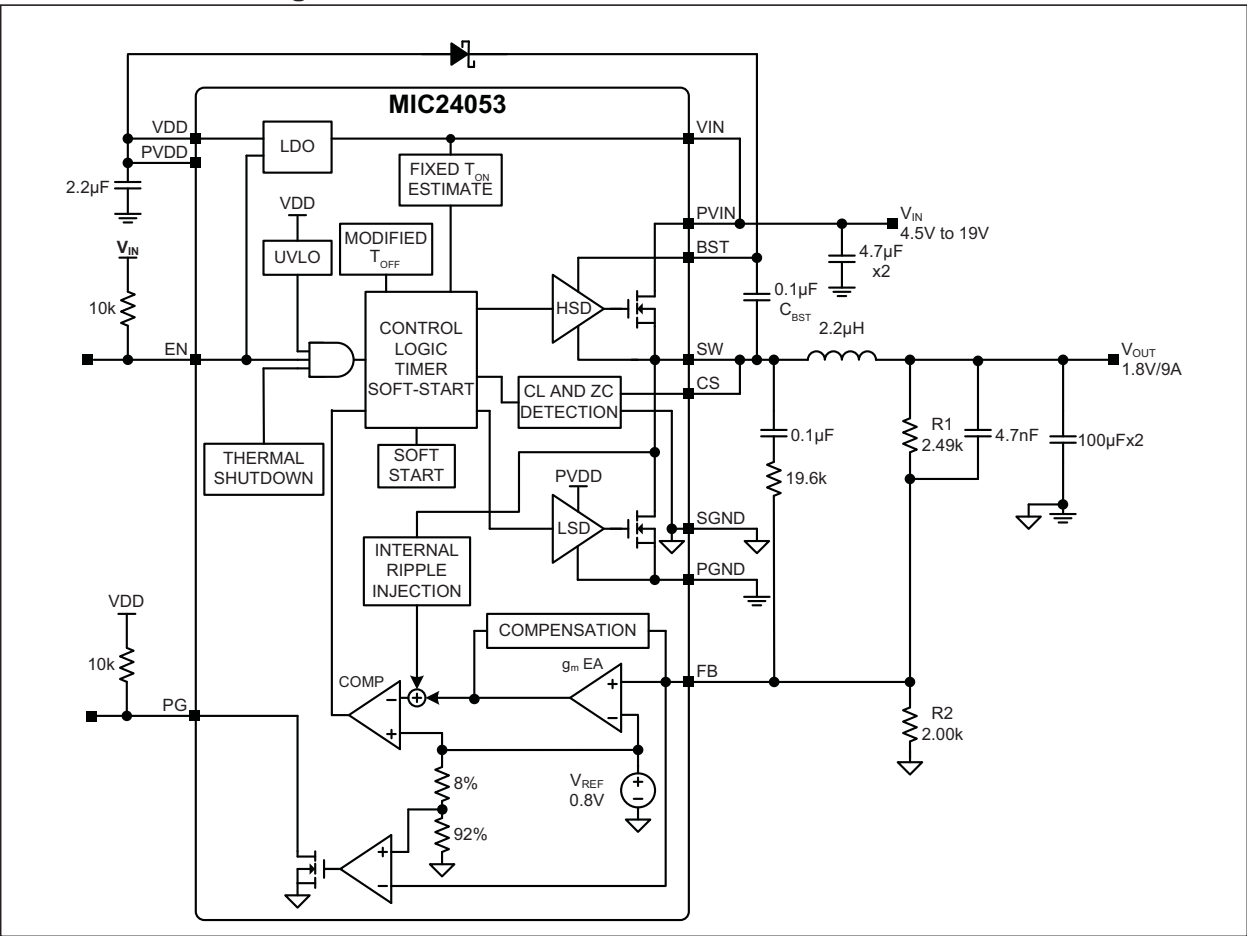 MIC24053
VDD
PVDD
2.2µF
LDO
VIN
FIXED T_ON
ESTIMATE
VDD
UVLO
MODIFIED
T_OFF
V_IN
10k
EN
CONTROL
LOGIC
TIMER
SOFT-START
HSD
PVIN
BST
V_IN
4.5V to 19V
4.7µF
x2
0.1µF
C_BST
2.2µH
SW
CS
V_OUT
1.8V/9A
CL AND ZC
DETECTION
THERMAL
SHUTDOWN
SOFT
START
0.1µF
19.6k
R1
2.49k
4.7nF
100µFx2
PVDD
LSD
SGND
PGND
INTERNAL
RIPPLE
INJECTION
VDD
10k
PG
COMPENSATION
g_m EA
COMP
FB
+
−
−
+
+
R2
2.00k
V_REF
0.8V
+
−
8%
92%
+
−